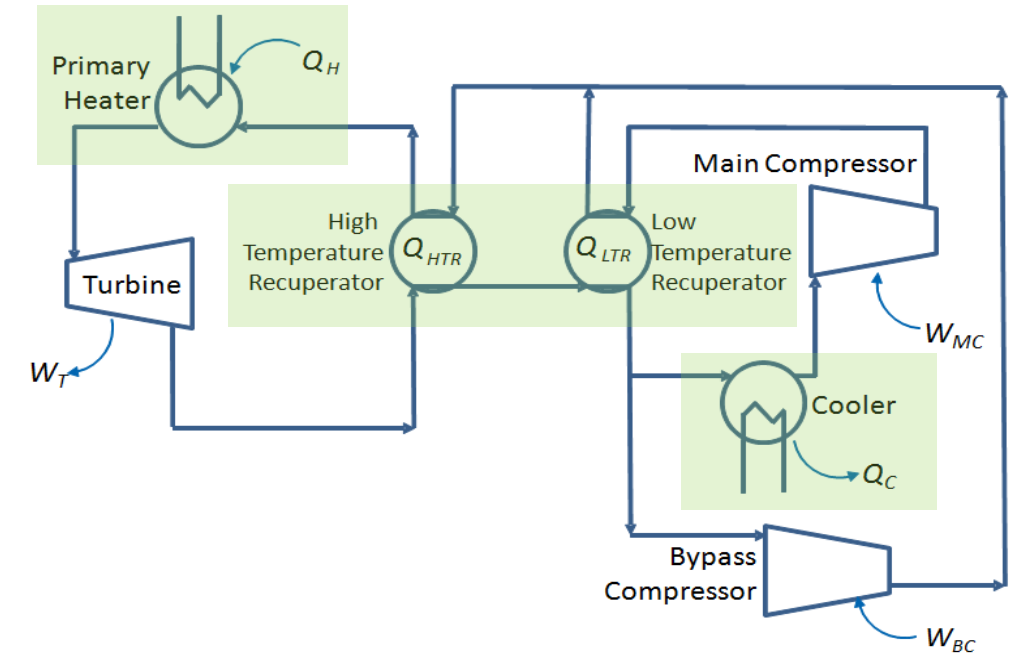 Primary
Heater
Q_H
Main Compressor
High
Temperature
Recuperator
Q_HTR
Q_LTR
Low
Temperature
Recuperator
Turbine
W_T
W_MC
Cooler
Q_C
Bypass
Compressor
W_BC